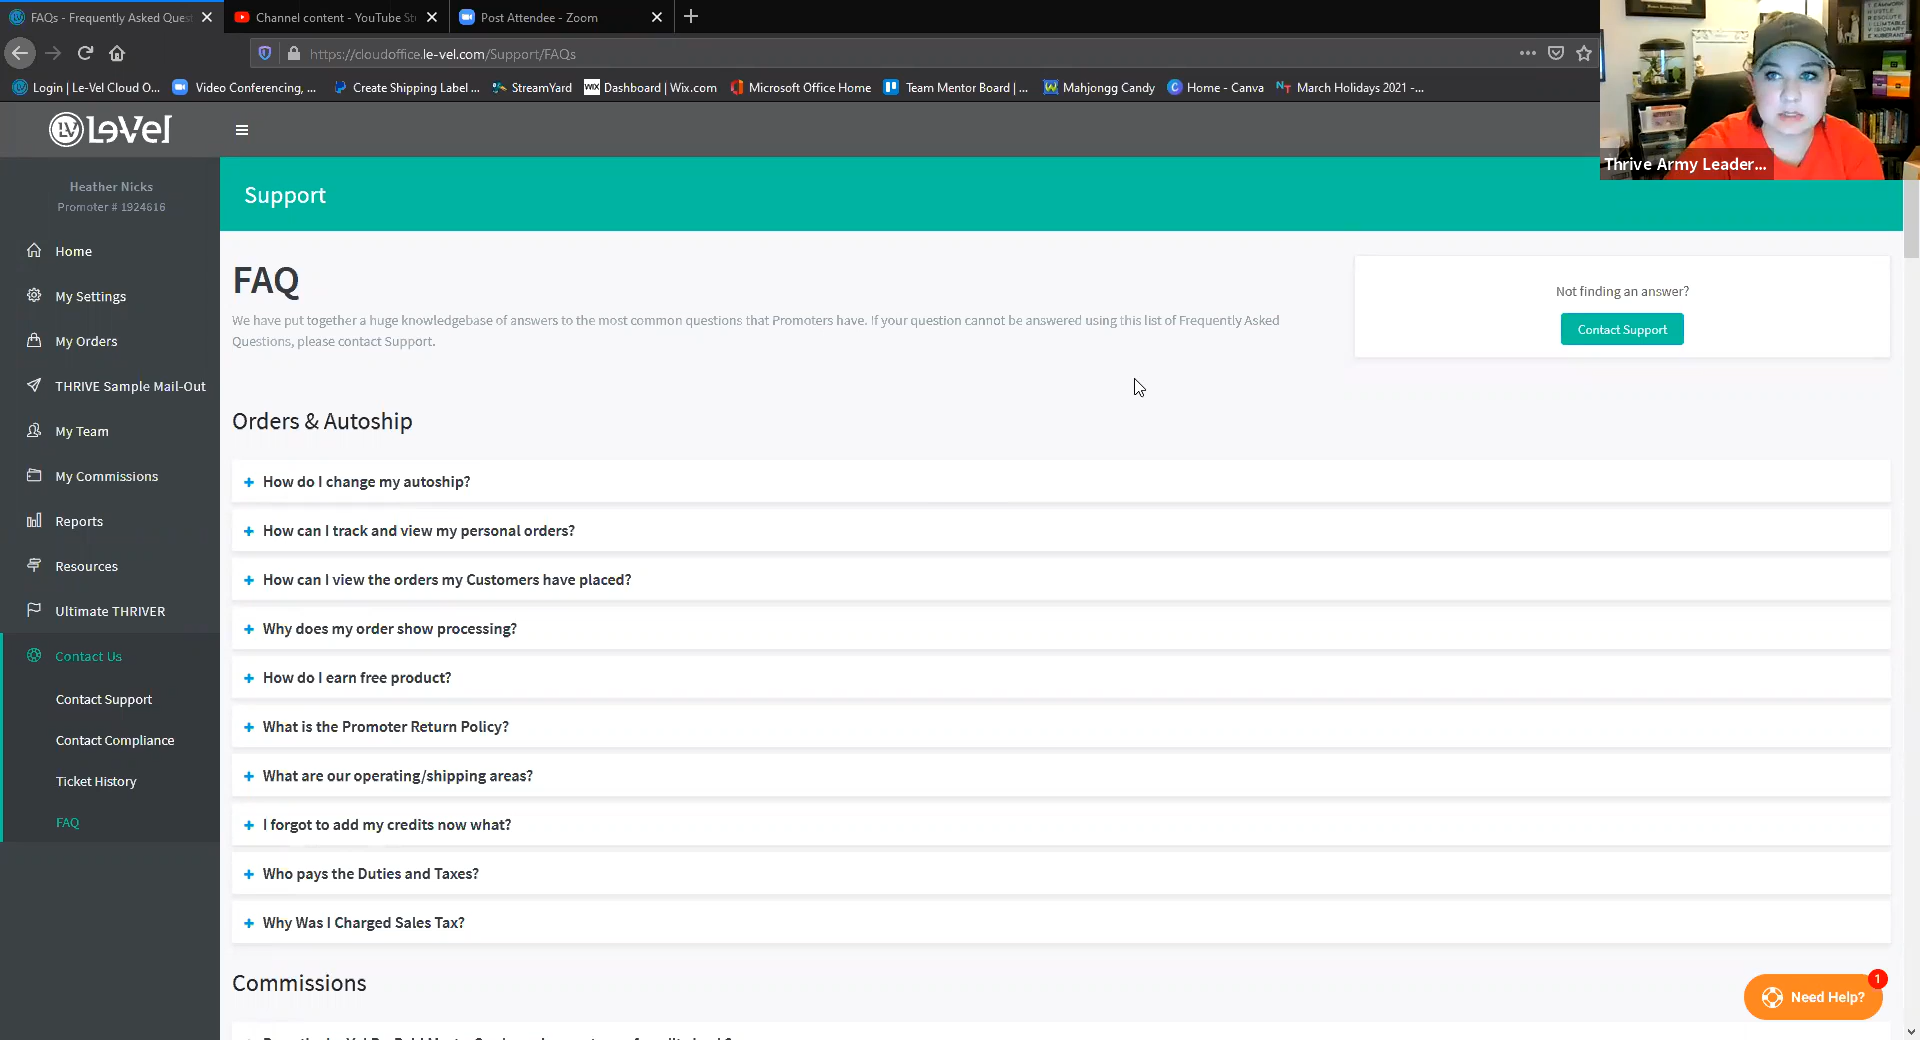 FAQs - Frequently Asked Quest
Channel content - YouTube St
Post Attendee - Zoom
https://cloudoffice.le-vel.com/Support/FAQs
Login | Le-Vel Cloud O...
Video Conferencing, ...
Create Shipping Label ...
StreamYard
WIX Dashboard | Wix.com
Microsoft Office Home
Team Mentor Board | ...
Mahjongg Candy
Home - Canva
March Holidays 2021 -...
LV Le-Vel
Thrive Army Leader...
Heather Nicks
Promoter # 1924616
Home
My Settings
My Orders
THRIVE Sample Mail-Out
My Team
My Commissions
Reports
Resources
Ultimate THRIVER
Contact Us
Contact Support
Contact Compliance
Ticket History
FAQ
Support
FAQ
We have put together a huge knowledgebase of answers to the most common questions that Promoters have. If your question cannot be answered using this list of Frequently Asked
Questions, please contact Support.
Not finding an answer?
Contact Support
Orders & Autoship
How do I change my autoship?
How can I track and view my personal orders?
How can I view the orders my Customers have placed?
Why does my order show processing?
How do I earn free product?
What is the Promoter Return Policy?
What are our operating/shipping areas?
I forgot to add my credits now what?
Who pays the Duties and Taxes?
Why Was I Charged Sales Tax?
Commissions
Need Help?
1